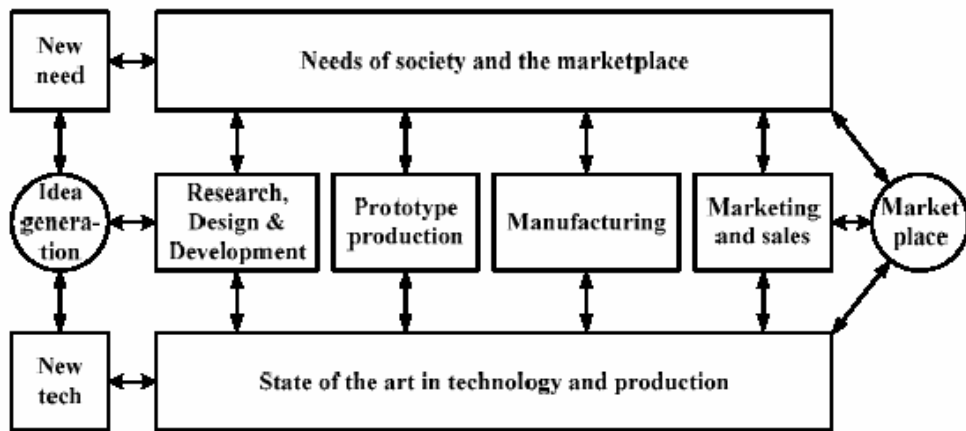 New
need
Needs of society and the marketplace
Idea
genera-
tion
Research,
Design &
Development
Prototype
production
Manufacturing
Marketing
and sales
Market
place
New
tech
State of the art in technology and production